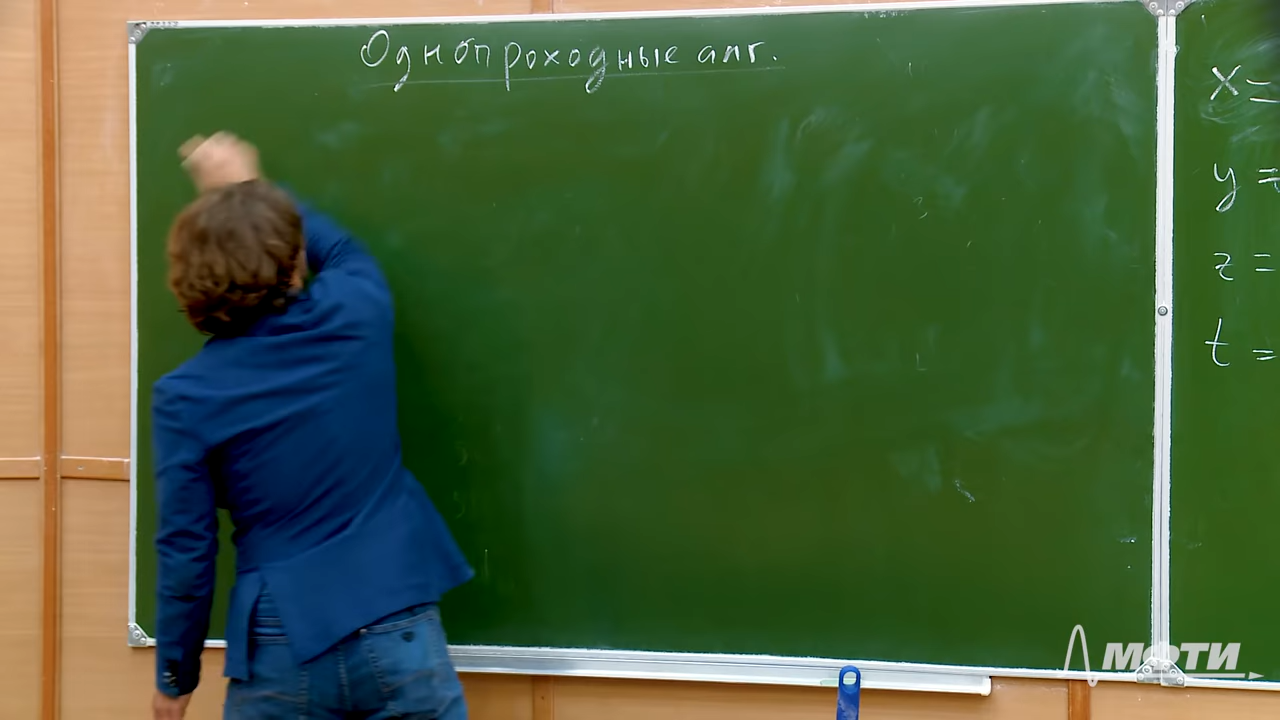 Однопроходные алг.
x =
y =
z =
t =
МФТИ